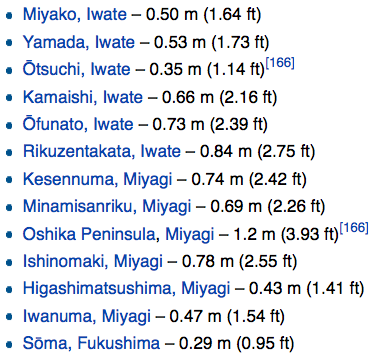 • Miyako, Iwate – 0.50 m (1.64 ft)
• Yamada, Iwate – 0.53 m (1.73 ft)
• Ōtsuchi, Iwate – 0.35 m (1.14 ft)[166]
• Kamaishi, Iwate – 0.66 m (2.16 ft)
• Ōfunato, Iwate – 0.73 m (2.39 ft)
• Rikuzentakata, Iwate – 0.84 m (2.75 ft)
• Kesennuma, Miyagi – 0.74 m (2.42 ft)
• Minamisanriku, Miyagi – 0.69 m (2.26 ft)
• Oshika Peninsula, Miyagi – 1.2 m (3.93 ft)[166]
• Ishinomaki, Miyagi – 0.78 m (2.55 ft)
• Higashimatsushima, Miyagi – 0.43 m (1.41 ft)
• Iwanuma, Miyagi – 0.47 m (1.54 ft)
• Sōma, Fukushima – 0.29 m (0.95 ft)